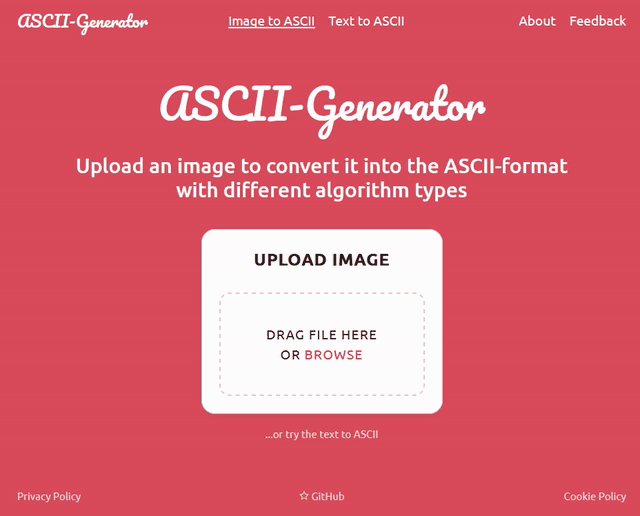 ASCII-Generator
Image to ASCII
Text to ASCII
About
Feedback
ASCII-Generator
Upload an image to convert it into the ASCII-format
with different algorithm types
UPLOAD IMAGE
DRAG FILE HERE
OR BROWSE
...or try the text to ASCII
Privacy Policy
GitHub
Cookie Policy